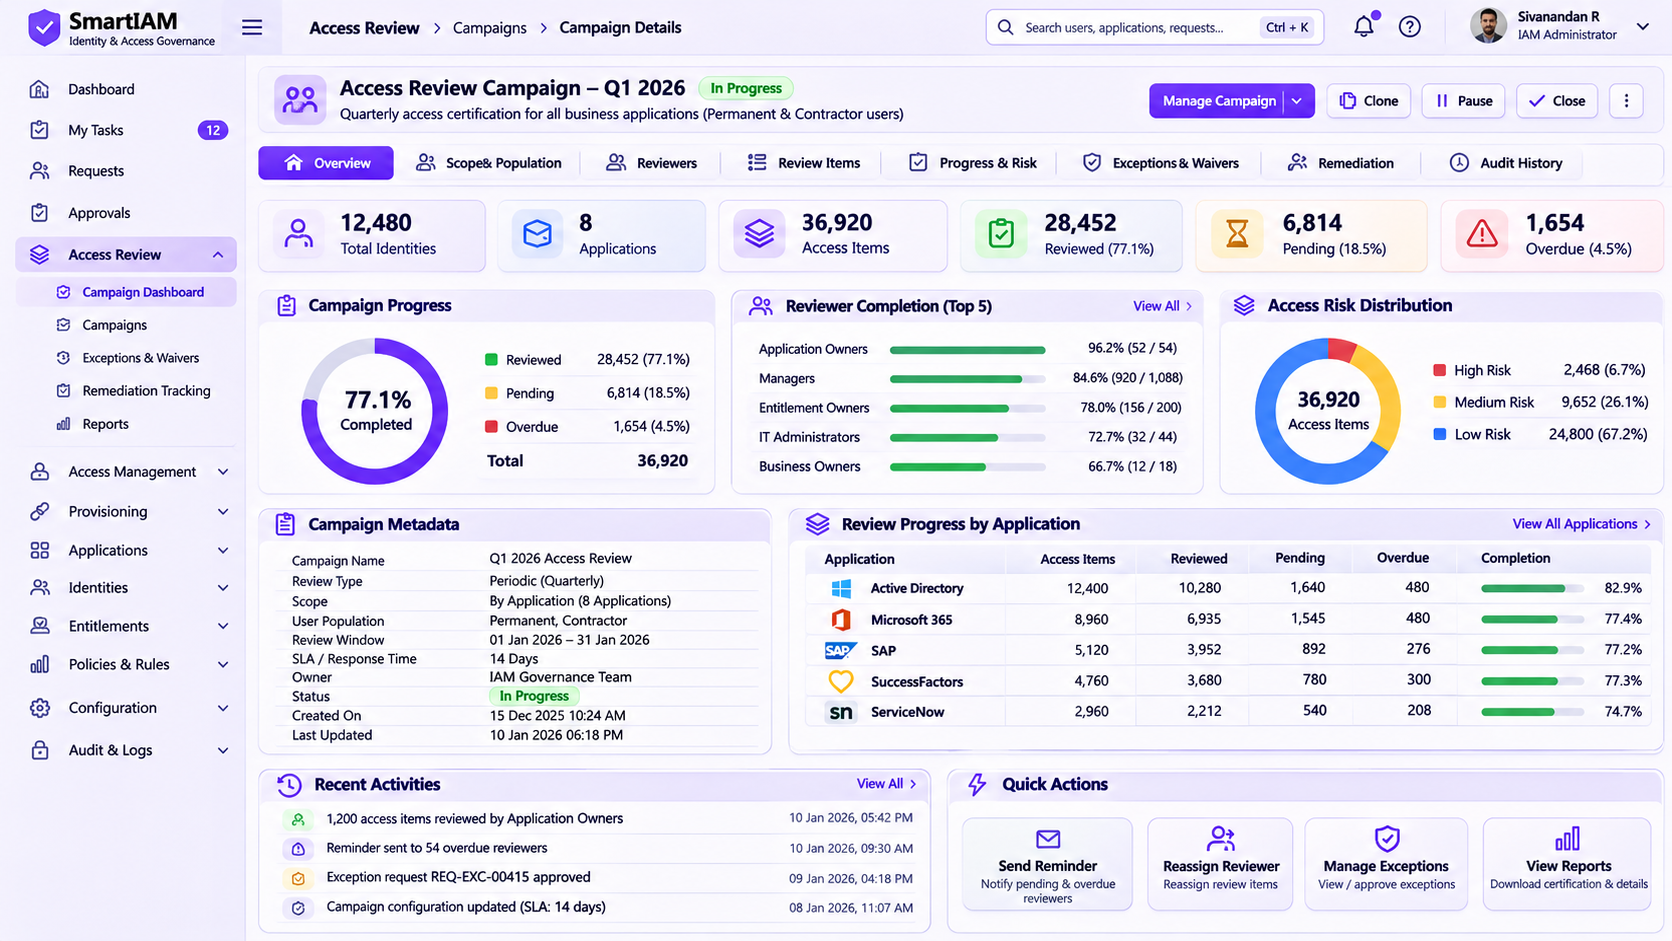 SmartIAM
Identity & Access Governance
Access Review > Campaigns > Campaign Details
Search users, applications, requests... Ctrl + K
Sivanandan R
IAM Administrator
Dashboard
My Tasks 12
Requests
Approvals
Access Review
Campaign Dashboard
Campaigns
Exceptions & Waivers
Remediation Tracking
Reports
Access Management
Provisioning
Applications
Identities
Entitlements
Policies & Rules
Configuration
Audit & Logs
Access Review Campaign – Q1 2026 In Progress
Quarterly access certification for all business applications (Permanent & Contractor users)
Manage Campaign Clone Pause Close
Overview Scope& Population Reviewers Review Items Progress & Risk Exceptions & Waivers Remediation Audit History
12,480
Total Identities
8
Applications
36,920
Access Items
28,452
Reviewed (77.1%)
6,814
Pending (18.5%)
1,654
Overdue (4.5%)
Campaign Progress
77.1%
Completed
Reviewed 28,452 (77.1%)
Pending 6,814 (18.5%)
Overdue 1,654 (4.5%)
Total 36,920
Reviewer Completion (Top 5) View All >
Application Owners 96.2% (52 / 54)
Managers 84.6% (920 / 1,088)
Entitlement Owners 78.0% (156 / 200)
IT Administrators 72.7% (32 / 44)
Business Owners 66.7% (12 / 18)
Access Risk Distribution
36,920
Access Items
High Risk 2,468 (6.7%)
Medium Risk 9,652 (26.1%)
Low Risk 24,800 (67.2%)
Campaign Metadata
Campaign Name Q1 2026 Access Review
Review Type Periodic (Quarterly)
Scope By Application (8 Applications)
User Population Permanent, Contractor
Review Window 01 Jan 2026 – 31 Jan 2026
SLA / Response Time 14 Days
Owner IAM Governance Team
Status In Progress
Created On 15 Dec 2025 10:24 AM
Last Updated 10 Jan 2026 06:18 PM
Review Progress by Application View All Applications >
Application Access Items Reviewed Pending Overdue Completion
Active Directory 12,400 10,280 1,640 480 82.9%
Microsoft 365 8,960 6,935 1,545 480 77.4%
SAP SAP 5,120 3,952 892 276 77.2%
SuccessFactors 4,760 3,680 780 300 77.3%
sn ServiceNow 2,960 2,212 540 208 74.7%
Recent Activities View All >
1,200 access items reviewed by Application Owners 10 Jan 2026, 05:42 PM
Reminder sent to 54 overdue reviewers 10 Jan 2026, 09:30 AM
Exception request REQ-EXC-00415 approved 09 Jan 2026, 04:18 PM
Campaign configuration updated (SLA: 14 days) 08 Jan 2026, 11:07 AM
Quick Actions
Send Reminder
Notify pending & overdue
reviewers
Reassign Reviewer
Reassign review items
Manage Exceptions
View / approve exceptions
View Reports
Download certification & details